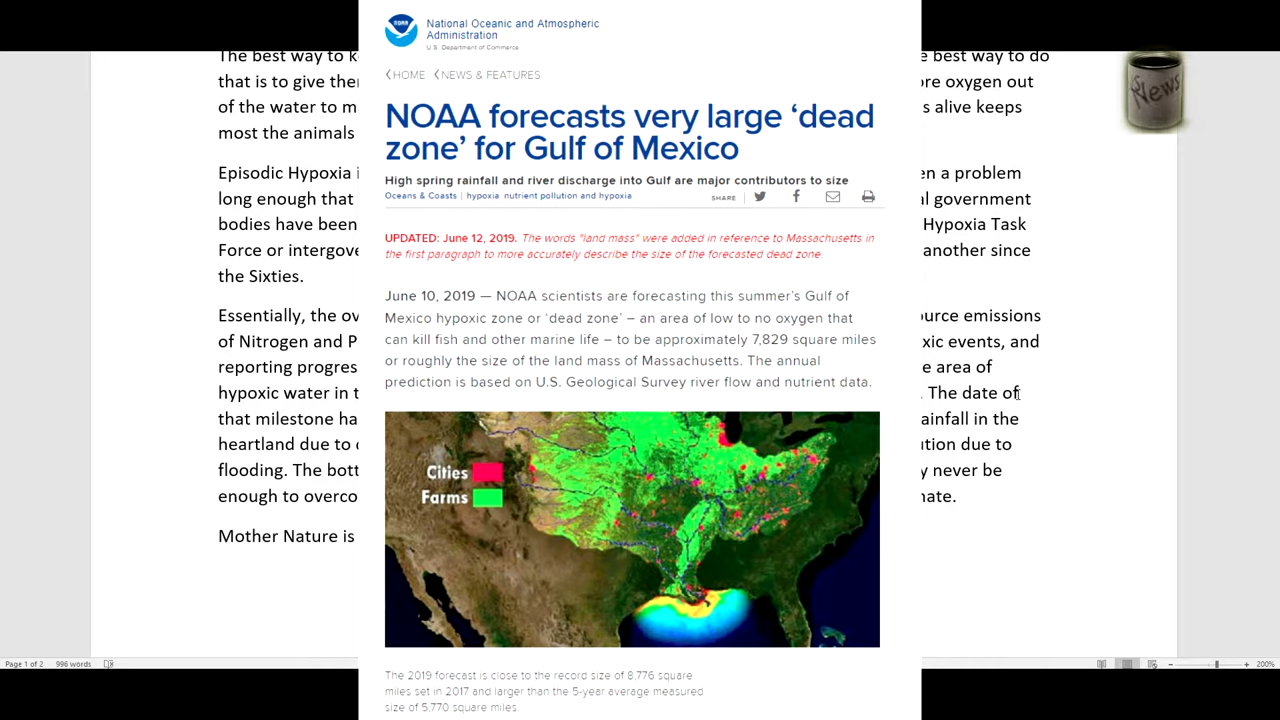 National Oceanic and Atmospheric
Administration
U.S. Department of Commerce
HOME NEWS & FEATURES
NOAA forecasts very large ‘dead
zone’ for Gulf of Mexico
High spring rainfall and river discharge into Gulf are major contributors to size
Oceans & Coasts | hypoxia nutrient pollution and hypoxia
SHARE
UPDATED: June 12, 2019. The words "land mass" were added in reference to Massachusetts in
the first paragraph to more accurately describe the size of the forecasted dead zone.
June 10, 2019 — NOAA scientists are forecasting this summer’s Gulf of
Mexico hypoxic zone or ‘dead zone’ – an area of low to no oxygen that
can kill fish and other marine life – to be approximately 7,829 square miles
or roughly the size of the land mass of Massachusetts. The annual
prediction is based on U.S. Geological Survey river flow and nutrient data.
Cities
Farms
The 2019 forecast is close to the record size of 8,776 square
miles set in 2017 and larger than the 5-year average measured
size of 5,770 square miles.
The best way to k
that is to give ther
of the water to m
most the animals
Episodic Hypoxia i
long enough that
bodies have been
Force or intergove
the Sixties.
Essentially, the ov
of Nitrogen and P
reporting progres
hypoxic water in t
that milestone ha
heartland due to
flooding. The bott
enough to overco
Mother Nature is
e best way to do
ore oxygen out
s alive keeps
en a problem
al government
Hypoxia Task
another since
ource emissions
xic events, and
e area of
. The date of
ainfall in the
ution due to
y never be
nate.
News
Page 1 of 2 996 words
200%